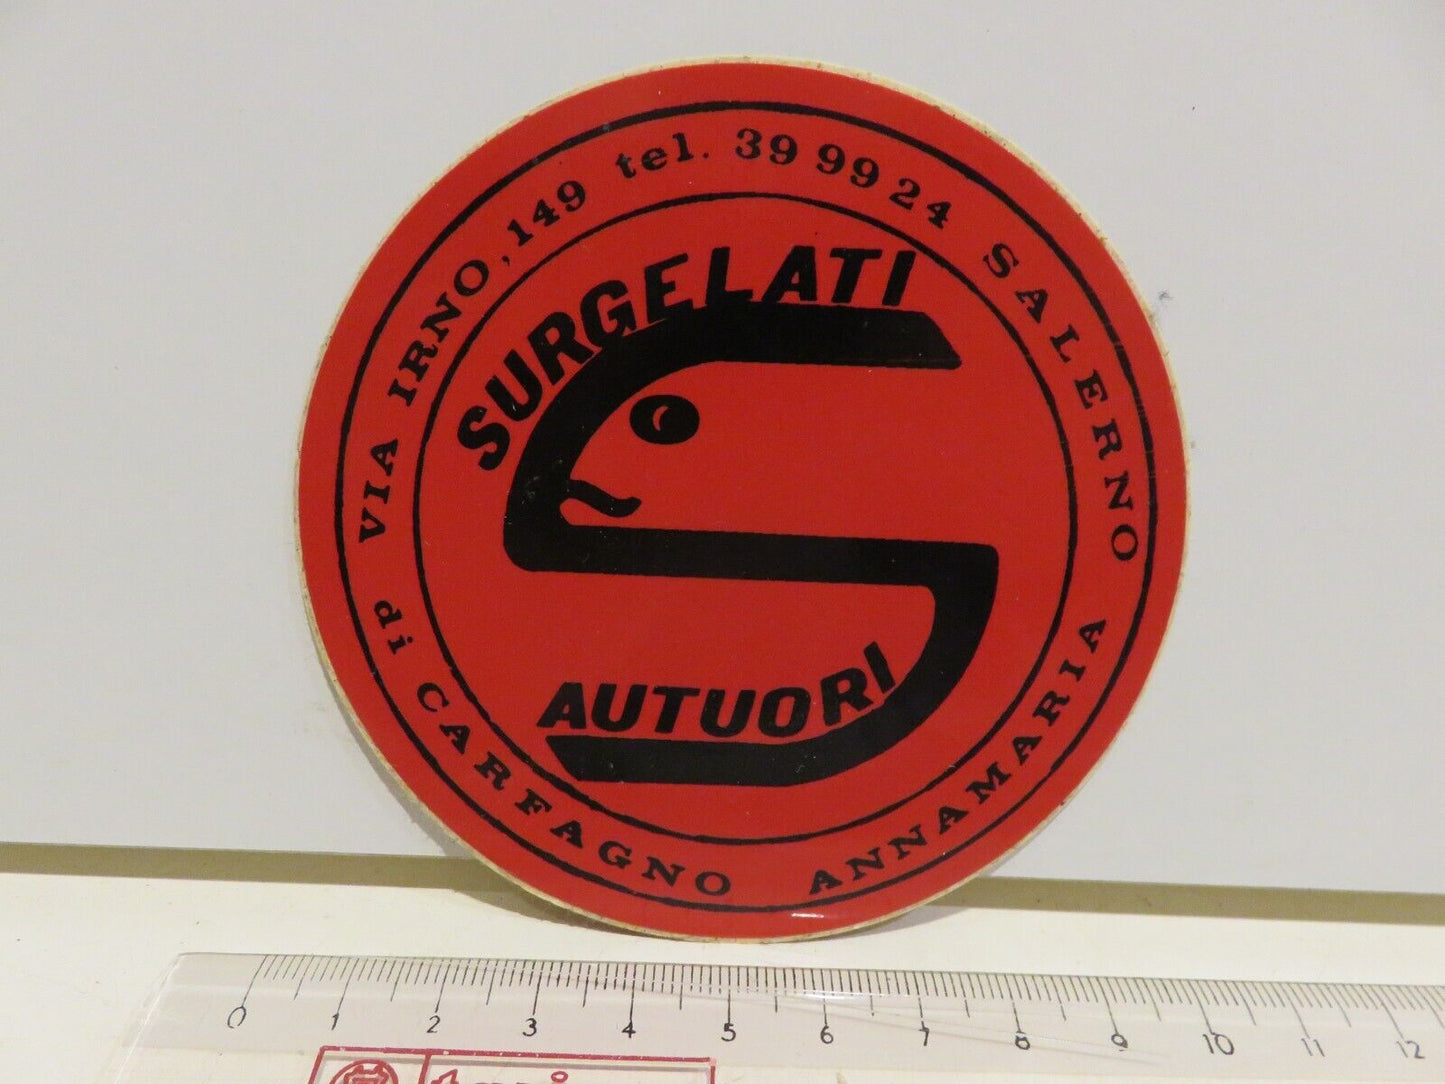 VIA IRNO, 149 tel. 39 99 24 SALERNO
di CARFAGNO ANNAMARIA
SURGELATI
S
AUTUORI
0 1 2 3 4 5 6 7 8 9 10 11 12